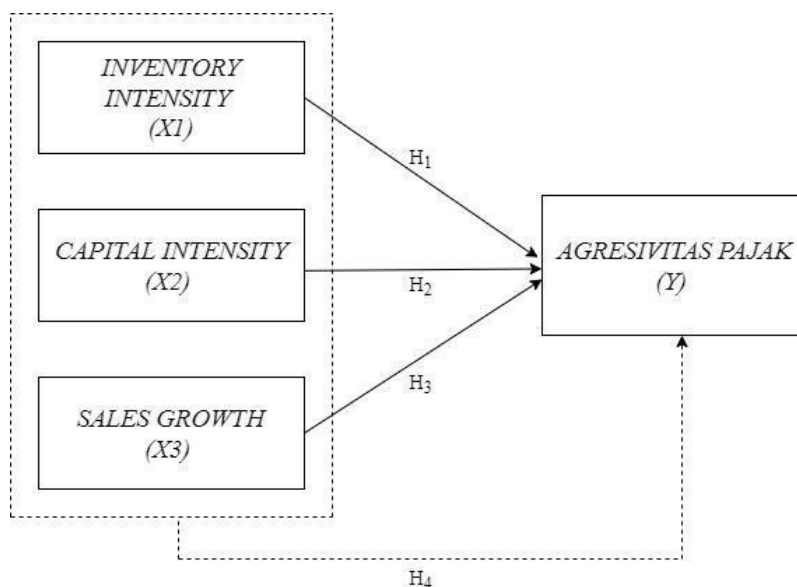 INVENTORY
INTENSITY
(X1)
H1
CAPITAL INTENSITY
(X2)
H2
AGRESIVITAS PAJAK
(Y)
SALES GROWTH
(X3)
H3
H4